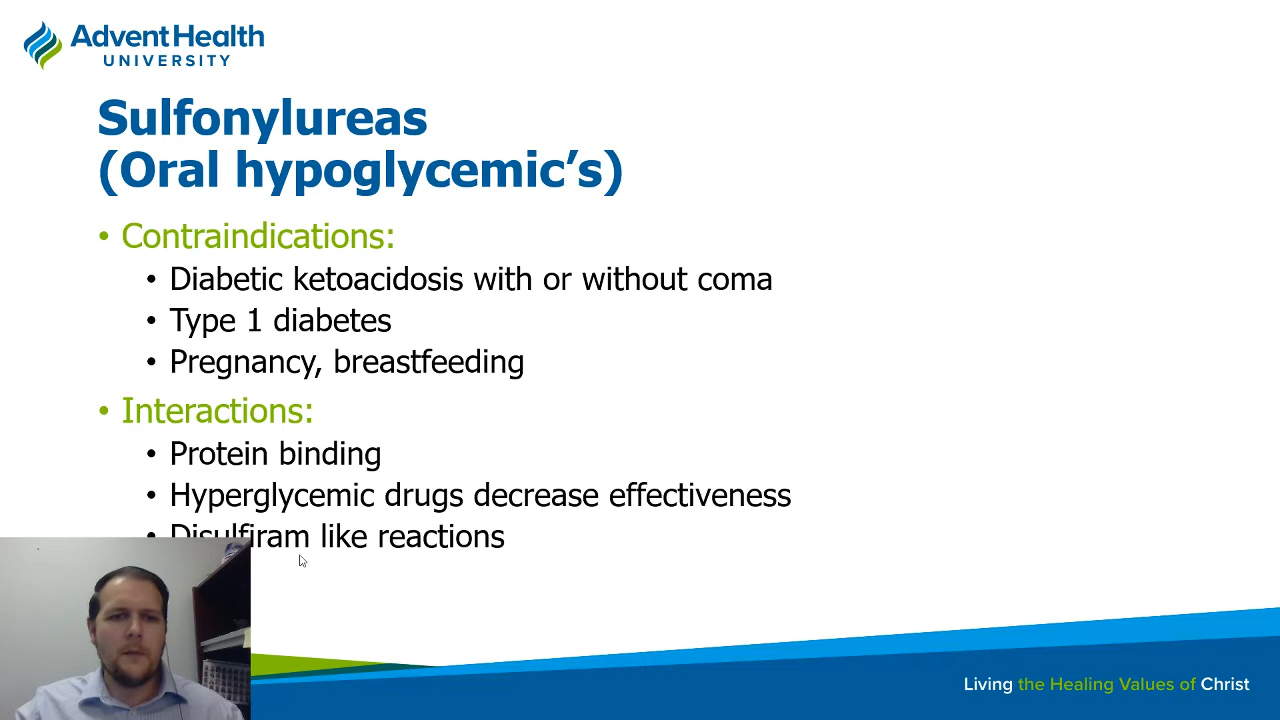 AdventHealth
UNIVERSITY
Sulfonylureas
(Oral hypoglycemic’s)
• Contraindications:
• Diabetic ketoacidosis with or without coma
• Type 1 diabetes
• Pregnancy, breastfeeding
• Interactions:
• Protein binding
• Hyperglycemic drugs decrease effectiveness
• Disulfiram like reactions
Living the Healing Values of Christ